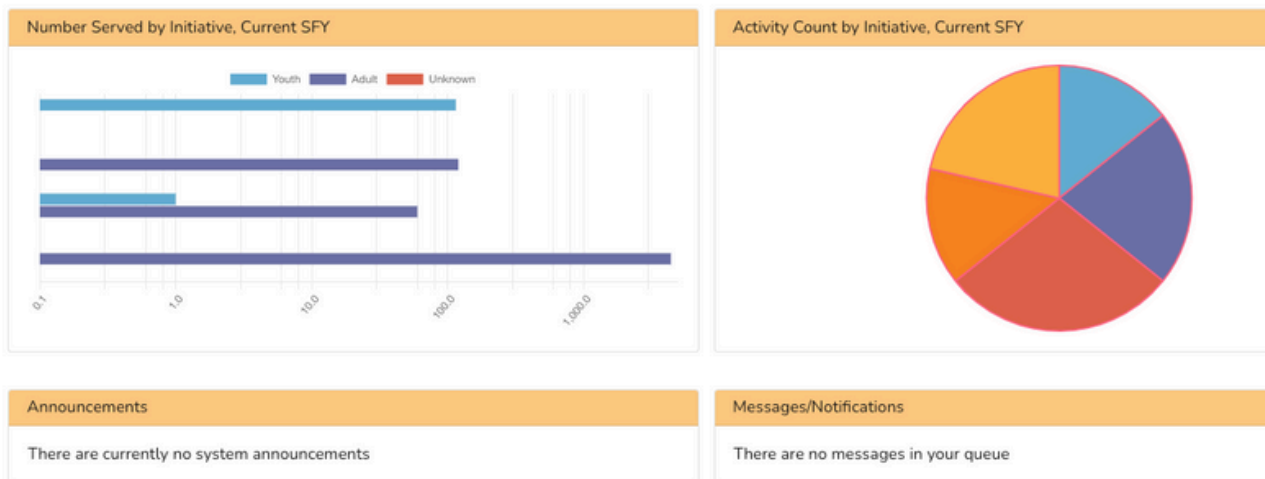 Number Served by Initiative, Current SFY
Youth Adult Unknown
0.1 1.0 10.0 100.0 1,000.0
Activity Count by Initiative, Current SFY
Announcements
There are currently no system announcements
Messages/Notifications
There are no messages in your queue